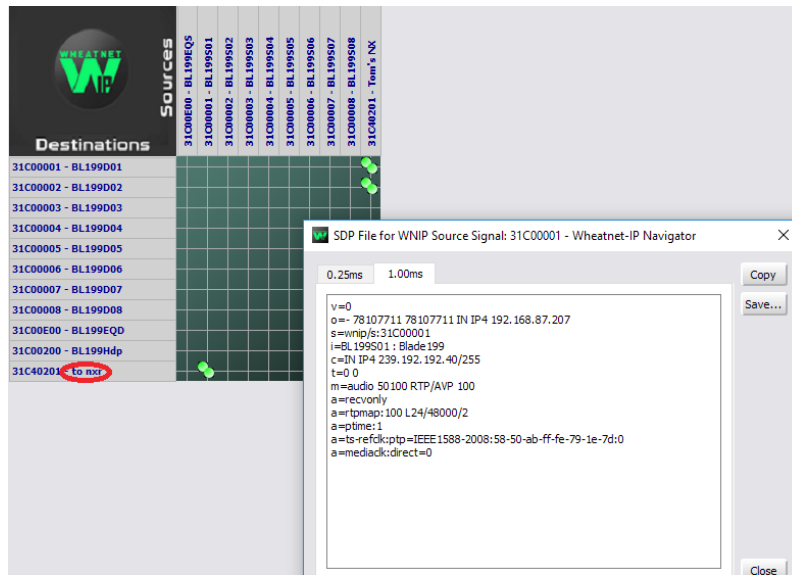 WHEATNET
IP
Sources
Destinations
31C00E00 - BL199EQS
31C00001 - BL199S01
31C00002 - BL199S02
31C00003 - BL199S03
31C00004 - BL199S04
31C00005 - BL199S05
31C00006 - BL199S06
31C00007 - BL199S07
31C00008 - BL199S08
31C40201 - Tom's NX
31C00001 - BL199D01
31C00002 - BL199D02
31C00003 - BL199D03
31C00004 - BL199D04
31C00005 - BL199D05
31C00006 - BL199D06
31C00007 - BL199D07
31C00008 - BL199D08
31C00E00 - BL199EQD
31C00200 - BL199Hdp
31C40201 - to nxr
SDP File for WNIP Source Signal: 31C00001 - Wheatnet-IP Navigator
0.25ms 1.00ms
Copy
Save...
v=0
o=- 78107711 78107711 IN IP4 192.168.87.207
s=wnip/s:31C00001
i=BL199S01 : Blade199
c=IN IP4 239.192.192.40/255
t=0 0
m=audio 50100 RTP/AVP 100
a=recvonly
a=rtpmap:100 L24/48000/2
a=ptime:1
a=ts-refclk:ptp=IEEE1588-2008:58-50-ab-ff-fe-79-1e-7d:0
a=mediaclk:direct=0
Close